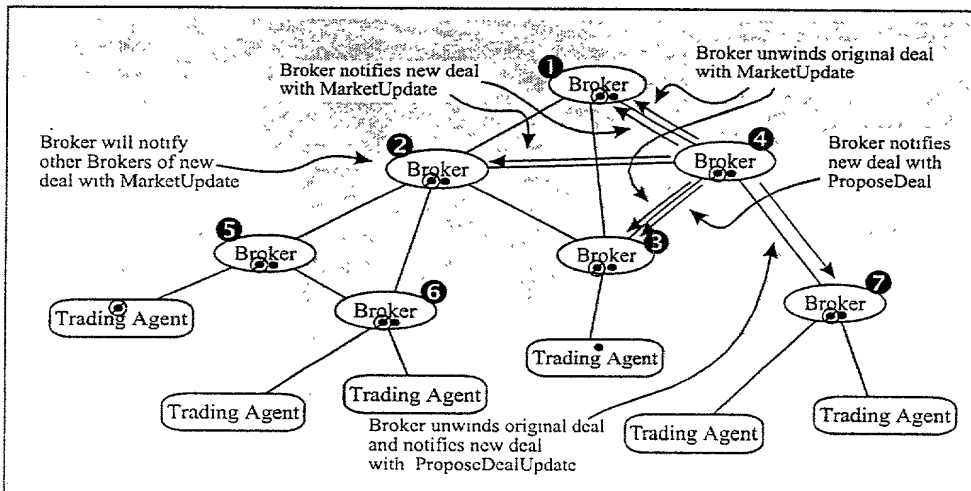 Broker unwinds original deal
with MarketUpdate
1
Broker
Broker notifies new deal
with MarketUpdate
Broker will notify
other Brokers of new
deal with MarketUpdate
2
Broker
4
Broker
Broker notifies
new deal with
ProposeDeal
5
Broker
3
Broker
6
Broker
7
Broker
Trading Agent
Trading Agent
Trading Agent
Trading Agent
Trading Agent
Trading Agent
Broker unwinds original deal
and notifies new deal
with ProposeDealUpdate